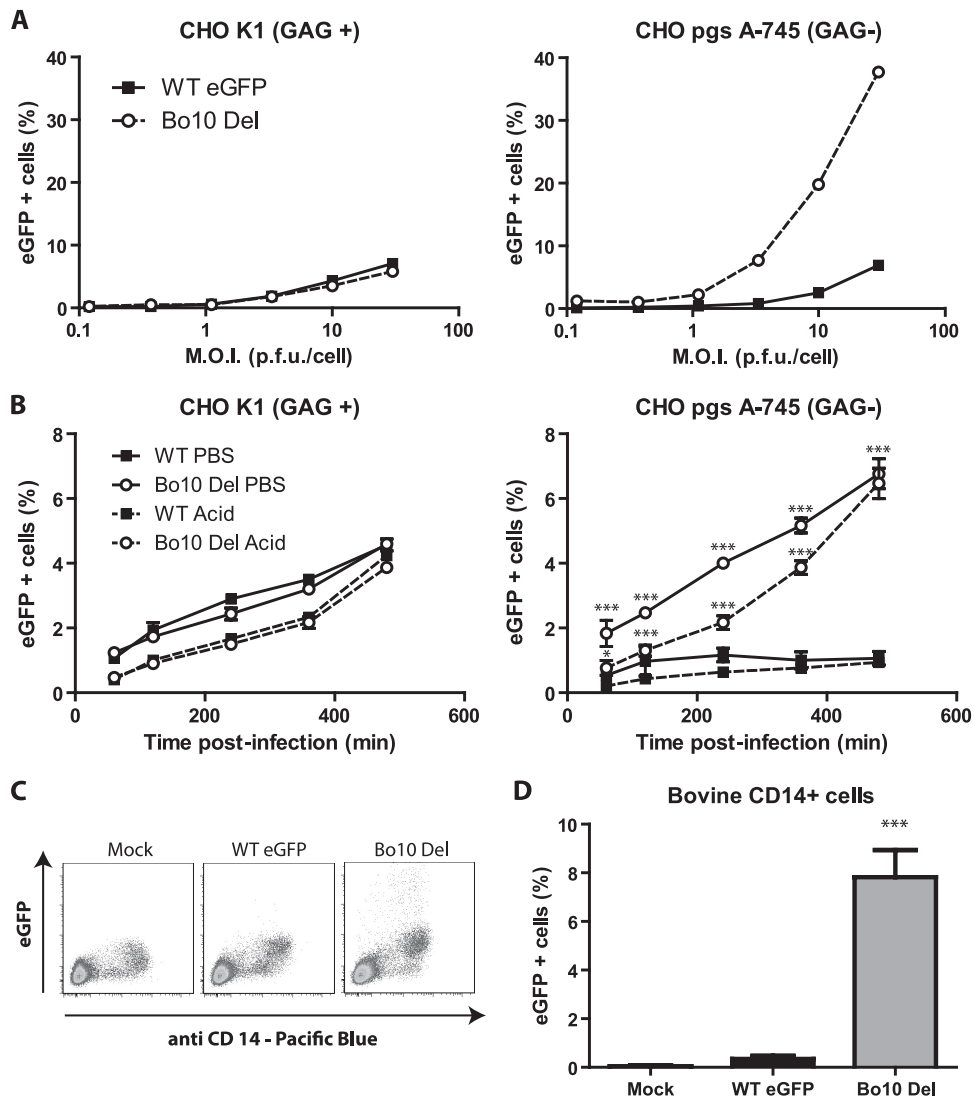 A
CHO K1 (GAG +)
CHO pgs A-745 (GAG-)
eGFP + cells (%)
40
30
20
10
0
WT eGFP
Bo10 Del
0.1
1
10
100
M.O.I. (p.f.u./cell)
eGFP + cells (%)
40
30
20
10
0
0.1
1
10
100
M.O.I. (p.f.u./cell)
B
CHO K1 (GAG +)
CHO pgs A-745 (GAG-)
eGFP + cells (%)
8
6
4
2
0
WT PBS
Bo10 Del PBS
WT Acid
Bo10 Del Acid
0
200
400
600
Time post-infection (min)
eGFP + cells (%)
8
6
4
2
0
***
***
***
***
***
***
***
***
*
0
200
400
600
Time post-infection (min)
C
Mock
WT eGFP
Bo10 Del
eGFP
anti CD 14 - Pacific Blue
D
Bovine CD14+ cells
eGFP + cells (%)
10
8
6
4
2
0
***
Mock
WT eGFP
Bo10 Del